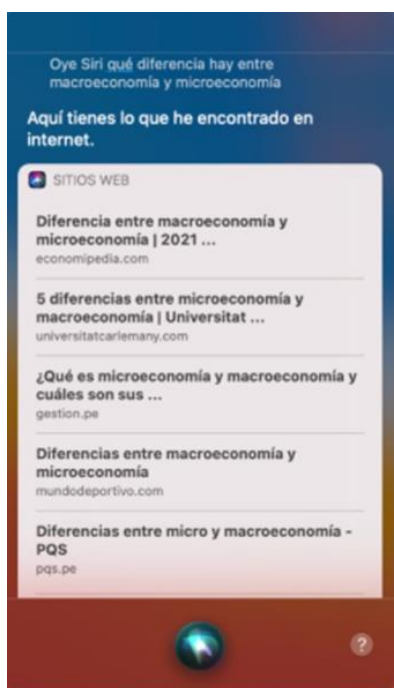 Oye Siri qué diferencia hay entre
macroeconomía y microeconomía
Aquí tienes lo que he encontrado en
internet.
SITIOS WEB
Diferencia entre macroeconomía y
microeconomía | 2021 ...
economipedia.com
5 diferencias entre microeconomía y
macroeconomía | Universitat ...
universitatcarlemany.com
¿Qué es microeconomía y macroeconomía y
cuáles son sus ...
gestion.pe
Diferencias entre macroeconomía y
microeconomía
mundodeportivo.com
Diferencias entre micro y macroeconomía -
PQS
pqs.pe
?